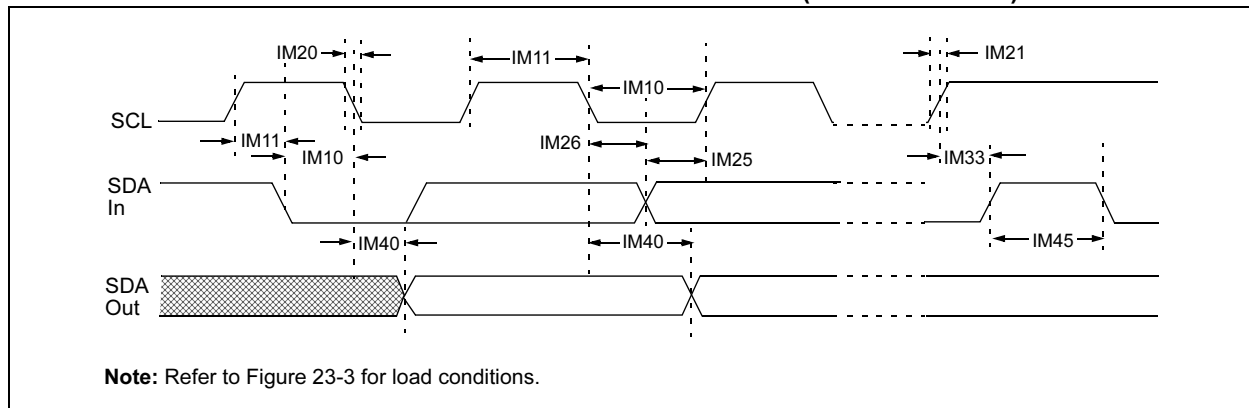 IM20
IM11
IM21
IM10
SCL
IM11
IM10
IM26
IM25
IM33
SDA
In
IM40
IM40
IM45
SDA
Out
Note: Refer to Figure 23-3 for load conditions.